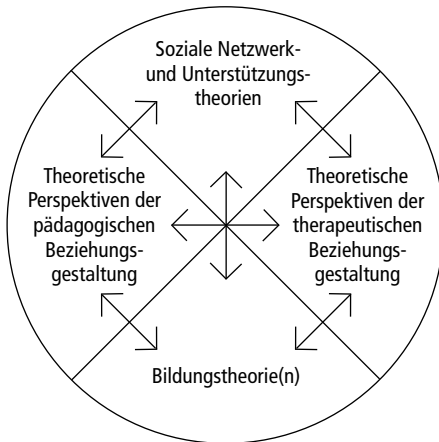 Soziale Netzwerk-
und Unterstützungs-
theorien
Theoretische
Perspektiven der
pädagogischen
Beziehungs-
gestaltung
Theoretische
Perspektiven der
therapeutischen
Beziehungs-
gestaltung
Bildungstheorie(n)